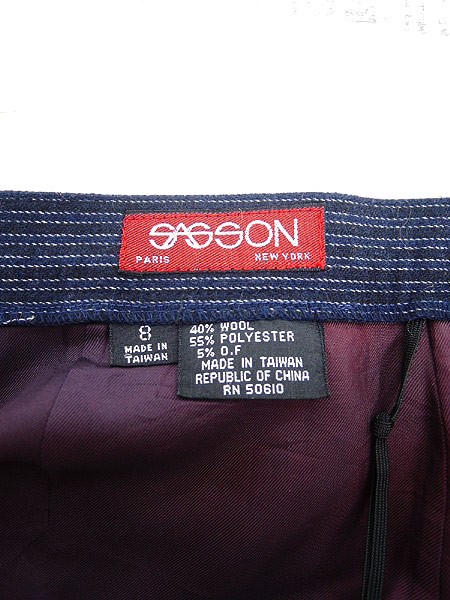 SASSON
PARIS NEW YORK
8
MADE IN
TAIWAN
40% WOOL
55% POLYESTER
5% O.F
MADE IN TAIWAN
REPUBLIC OF CHINA
RN 50610